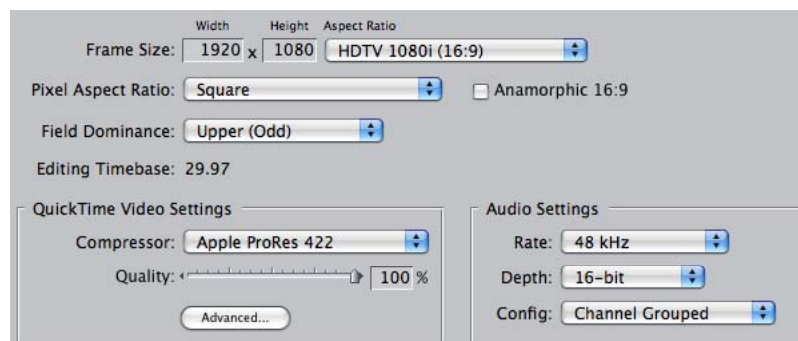 Width Height Aspect Ratio
Frame Size: 1920 x 1080 HDTV 1080i (16:9)
Pixel Aspect Ratio: Square Anamorphic 16:9
Field Dominance: Upper (Odd)
Editing Timebase: 29.97
QuickTime Video Settings
Compressor: Apple ProRes 422
Quality: 100 %
Advanced...
Audio Settings
Rate: 48 kHz
Depth: 16-bit
Config: Channel Grouped